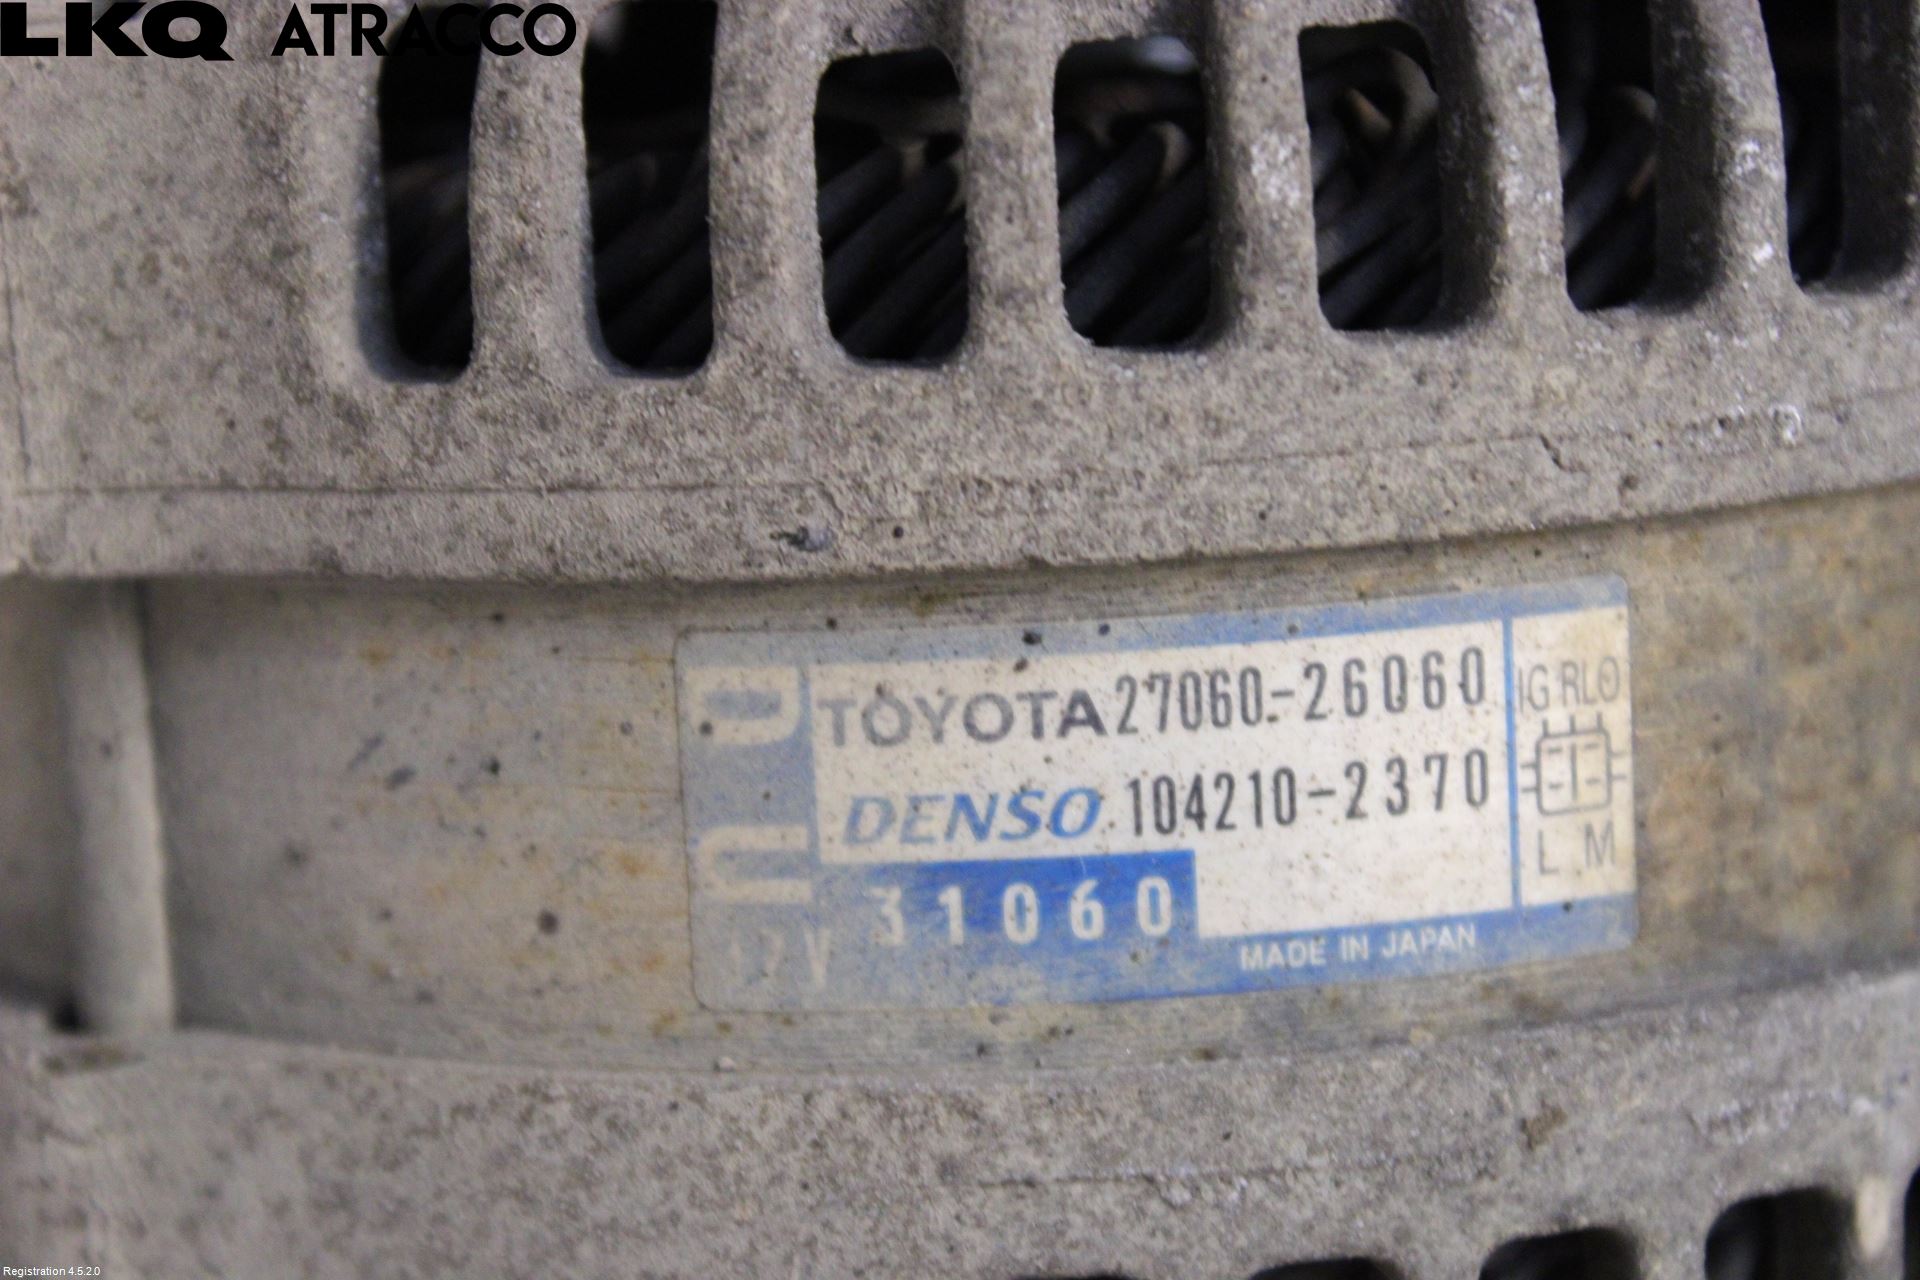 LKQ ATRACCO
TOYOTA 27060-26060
IG RLO
DENSO 104210-2370
L M
31060
12V
MADE IN JAPAN
Registration 4.5.2.0